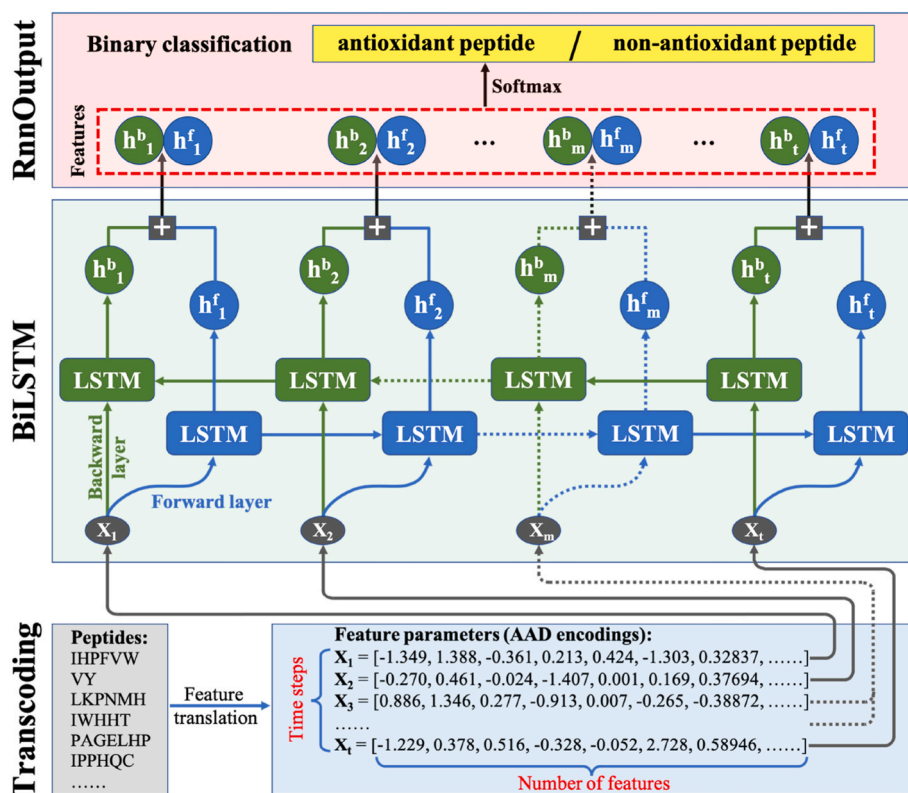 RnnOutput
Binary classification
antioxidant peptide / non-antioxidant peptide
Softmax
Features
h^b_1 h^f_1 h^b_2 h^f_2 ... h^b_m h^f_m ... h^b_t h^f_t
BiLSTM
+ + + +
h^b_1 h^b_2 h^b_m h^b_t
h^f_1 h^f_2 h^f_m h^f_t
LSTM LSTM LSTM LSTM
LSTM LSTM LSTM LSTM
Backward
layer
Forward layer
X_1 X_2 X_m X_t
Transcoding
Peptides:
IHPFVW
VY
LKPNMH
IWHHT
PAGELHP
IPPHQC
......
Feature
translation
Feature parameters (AAD encodings):
Time steps
X_1 = [-1.349, 1.388, -0.361, 0.213, 0.424, -1.303, 0.32837, ......]
X_2 = [-0.270, 0.461, -0.024, -1.407, 0.001, 0.169, 0.37694, ......]
X_3 = [0.886, 1.346, 0.277, -0.913, 0.007, -0.265, -0.38872, ......]
......
X_t = [-1.229, 0.378, 0.516, -0.328, -0.052, 2.728, 0.58946, ......]
Number of features